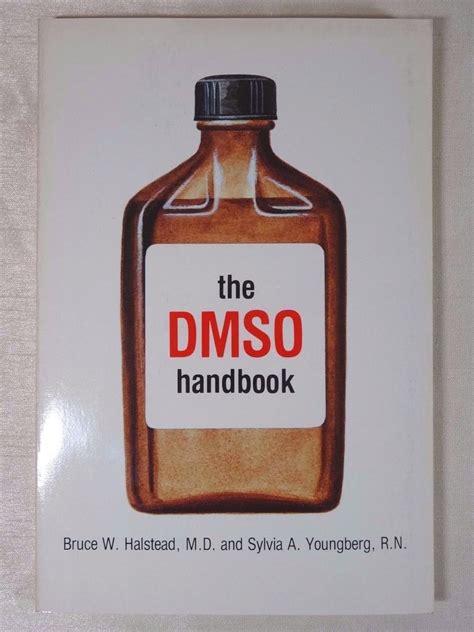 the
DMSO
handbook
Bruce W. Halstead, M.D. and Sylvia A. Youngberg, R.N.